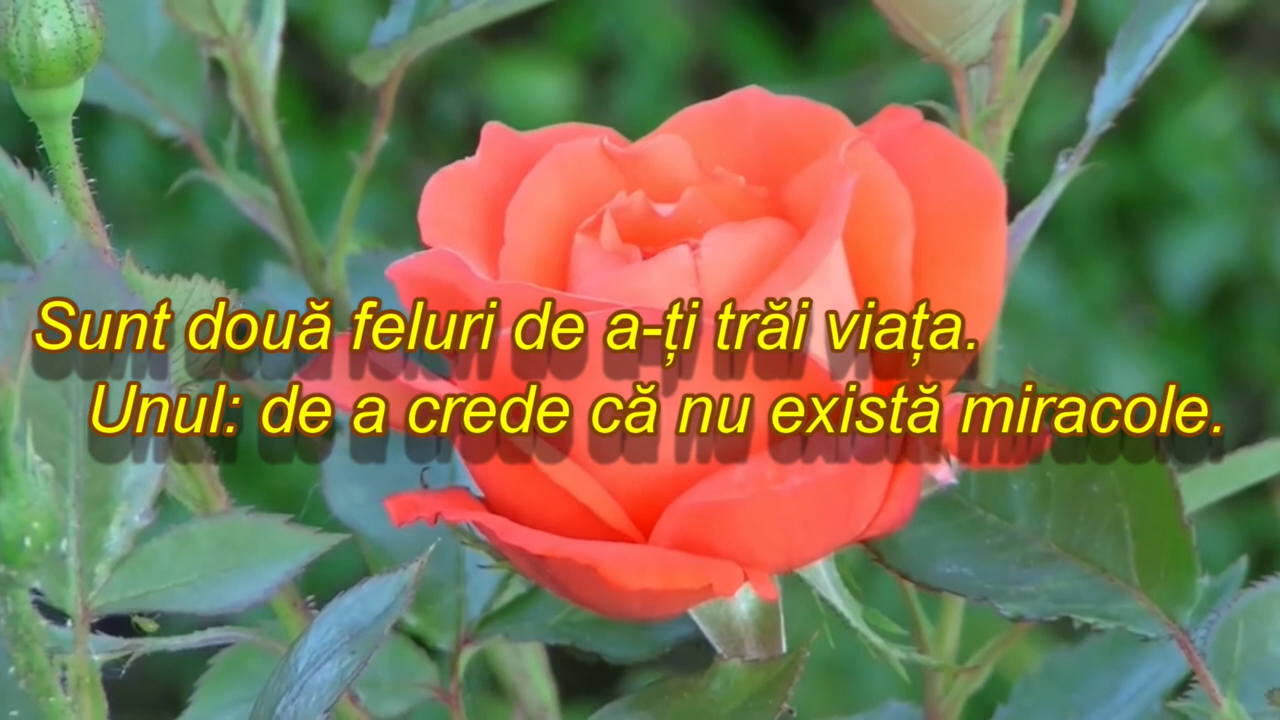 Sunt două feluri de a-ți trăi viața.
Unul: de a crede că nu există miracole.